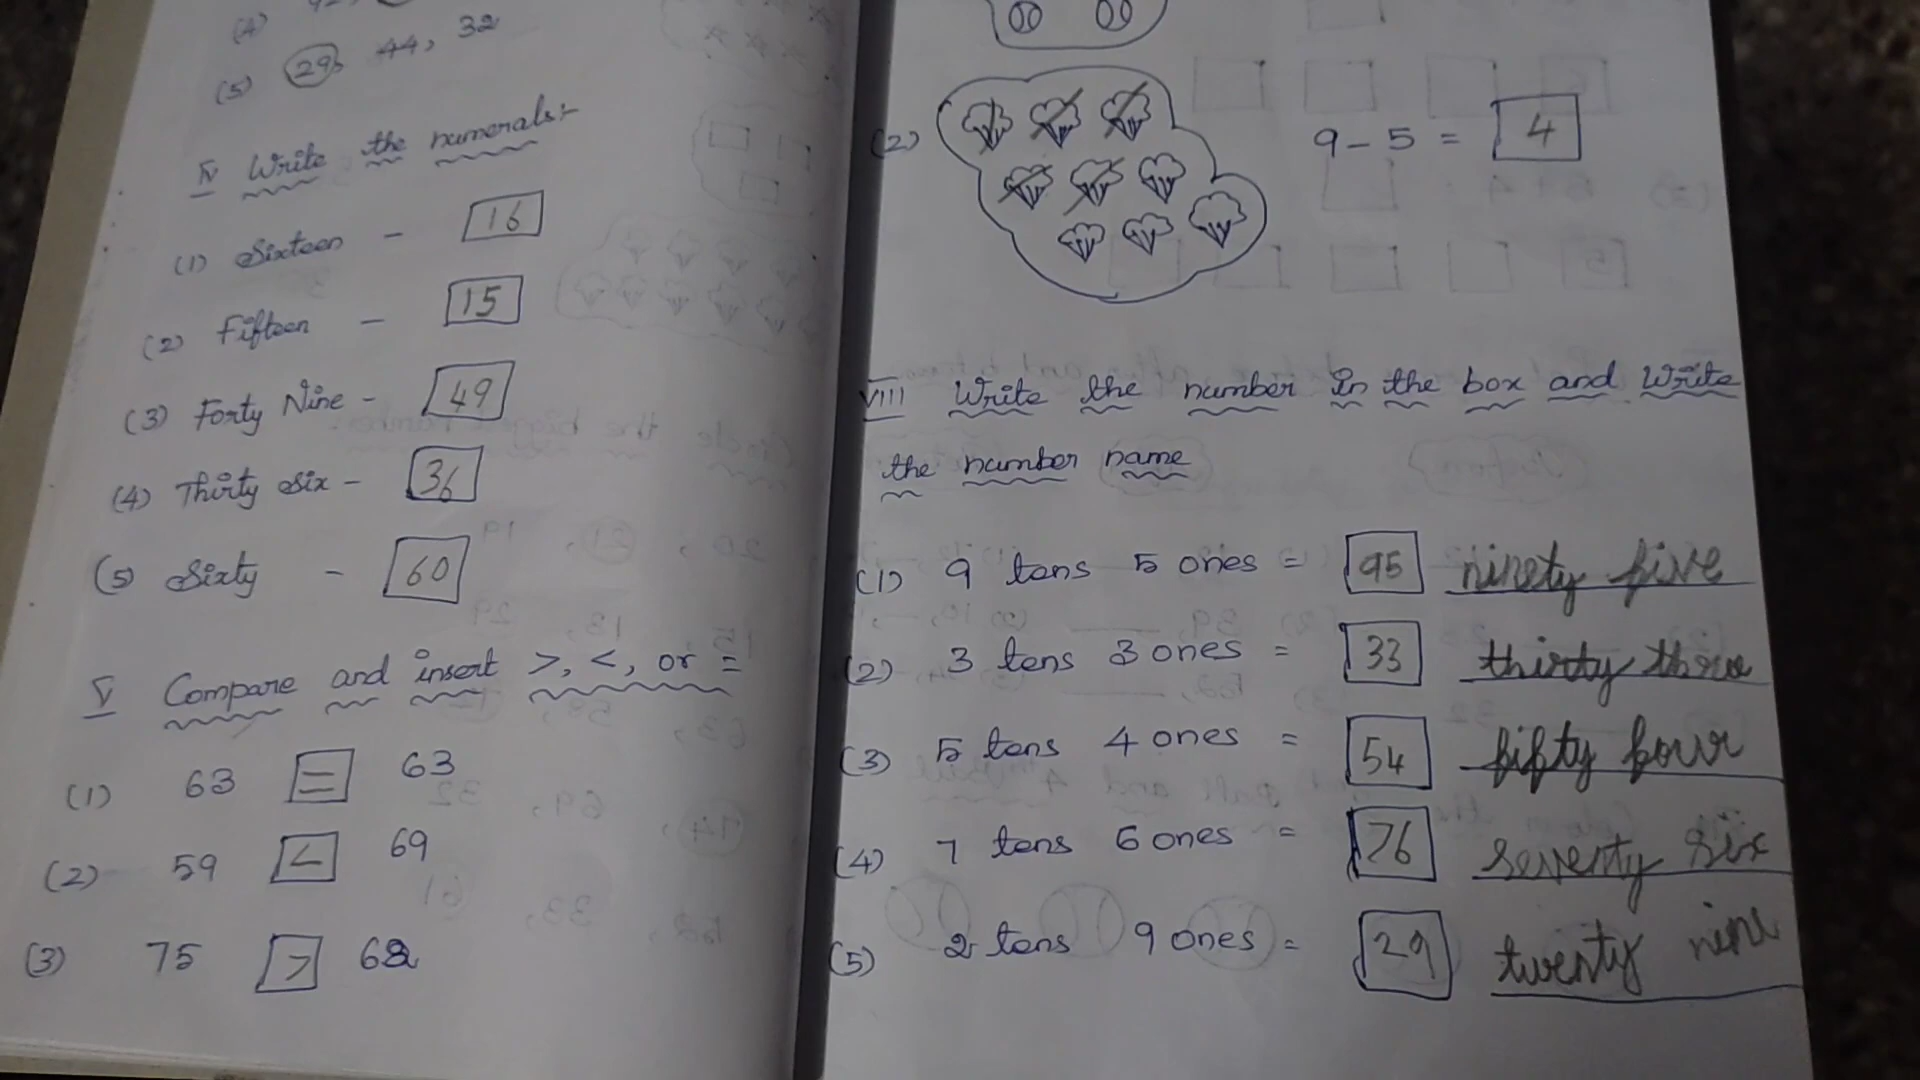 (4)
(5) 29, 44, 32
IV Write the numerals:-
(1) Sixteen - 16
(2) Fifteen - 15
(3) Forty Nine - 49
(4) Thirty Six - 36
(5) Sixty - 60
V Compare and insert >, <, or =
(1) 63 = 63
(2) 59 < 69
(3) 75 > 62
(2) 9 - 5 = 4
VIII Write the number in the box and Write
the number name
(1) 9 tens 5 ones = 95 ninety five
(2) 3 tens 3 ones = 33 thirty three
(3) 5 tens 4 ones = 54 fifty four
(4) 7 tens 6 ones = 76 seventy six
(5) 2 tens 9 ones = 29 twenty nine